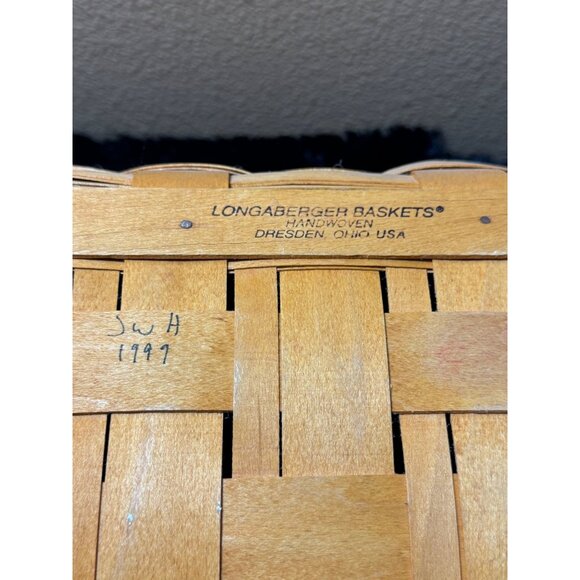 LONGABERGER BASKETS®
HANDWOVEN
DRESDEN, OHIO USA
JWH
1997